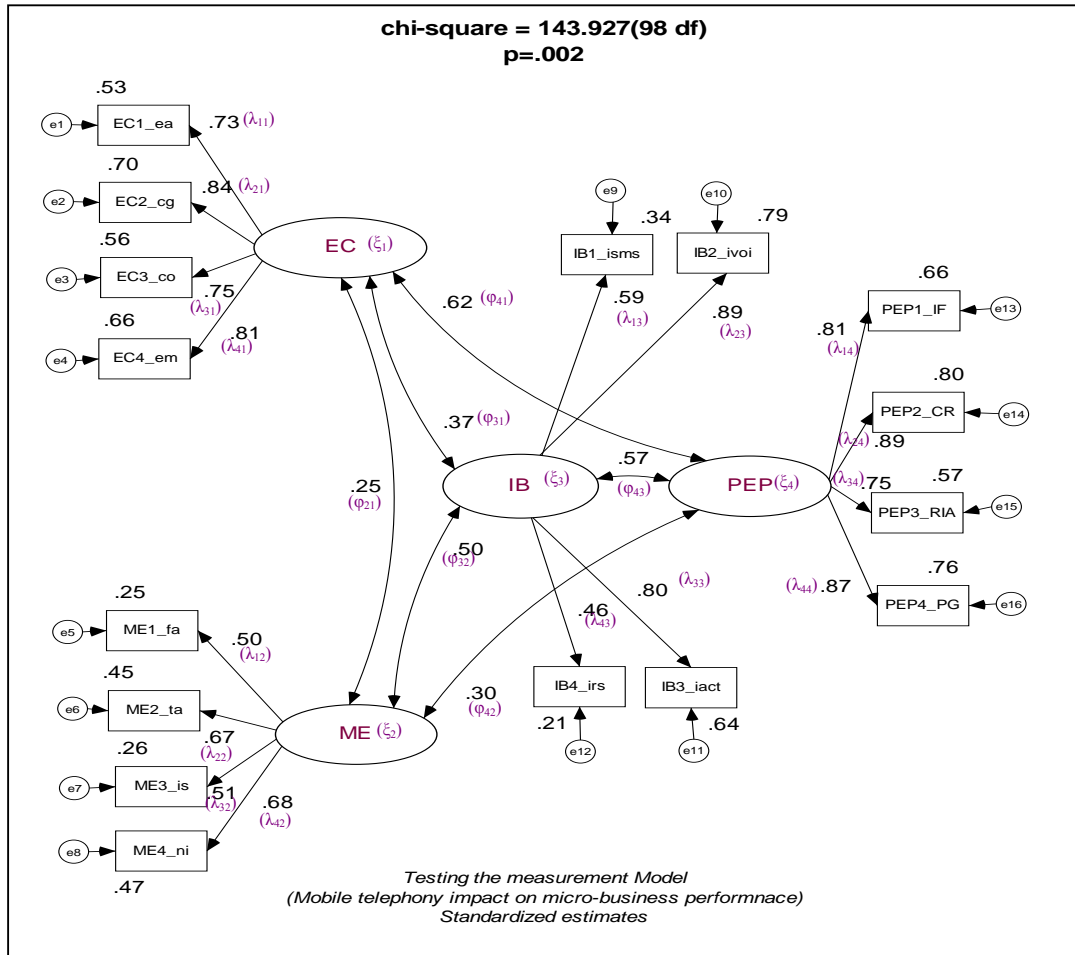 chi-square = 143.927(98 df)
p=.002
.53
e1
EC1_ea
.73 (λ11)
.70
e2
EC2_cg
.84 (λ21)
.56
e3
EC3_co
.75
(λ31)
.66
e4
EC4_em
.81
(λ41)
EC (ξ1)
e9
.34
IB1_isms
e10
.79
IB2_ivoi
.59
(λ13)
.89
(λ23)
.62 (φ41)
.66
PEP1_IF
e13
.81
(λ14)
.80
PEP2_CR
e14
(λ24)
.89
(λ34)
.75
.57
PEP3_RIA
e15
.76
(λ44) .87
PEP4_PG
e16
.37 (φ31)
IB (ξ3)
.57
(φ43)
PEP (ξ4)
.25
(φ21)
.50
(φ32)
.80 (λ33)
.46
(λ43)
IB4_irs
IB3_iact
.21
e12
.64
e11
.30
(φ42)
.25
e5
ME1_fa
.50
(λ12)
.45
e6
ME2_ta
.67
(λ22)
.26
e7
ME3_is
.51
(λ32)
.68
(λ42)
e8
ME4_ni
.47
ME (ξ2)
Testing the measurement Model
(Mobile telephony impact on micro-business performnace)
Standardized estimates